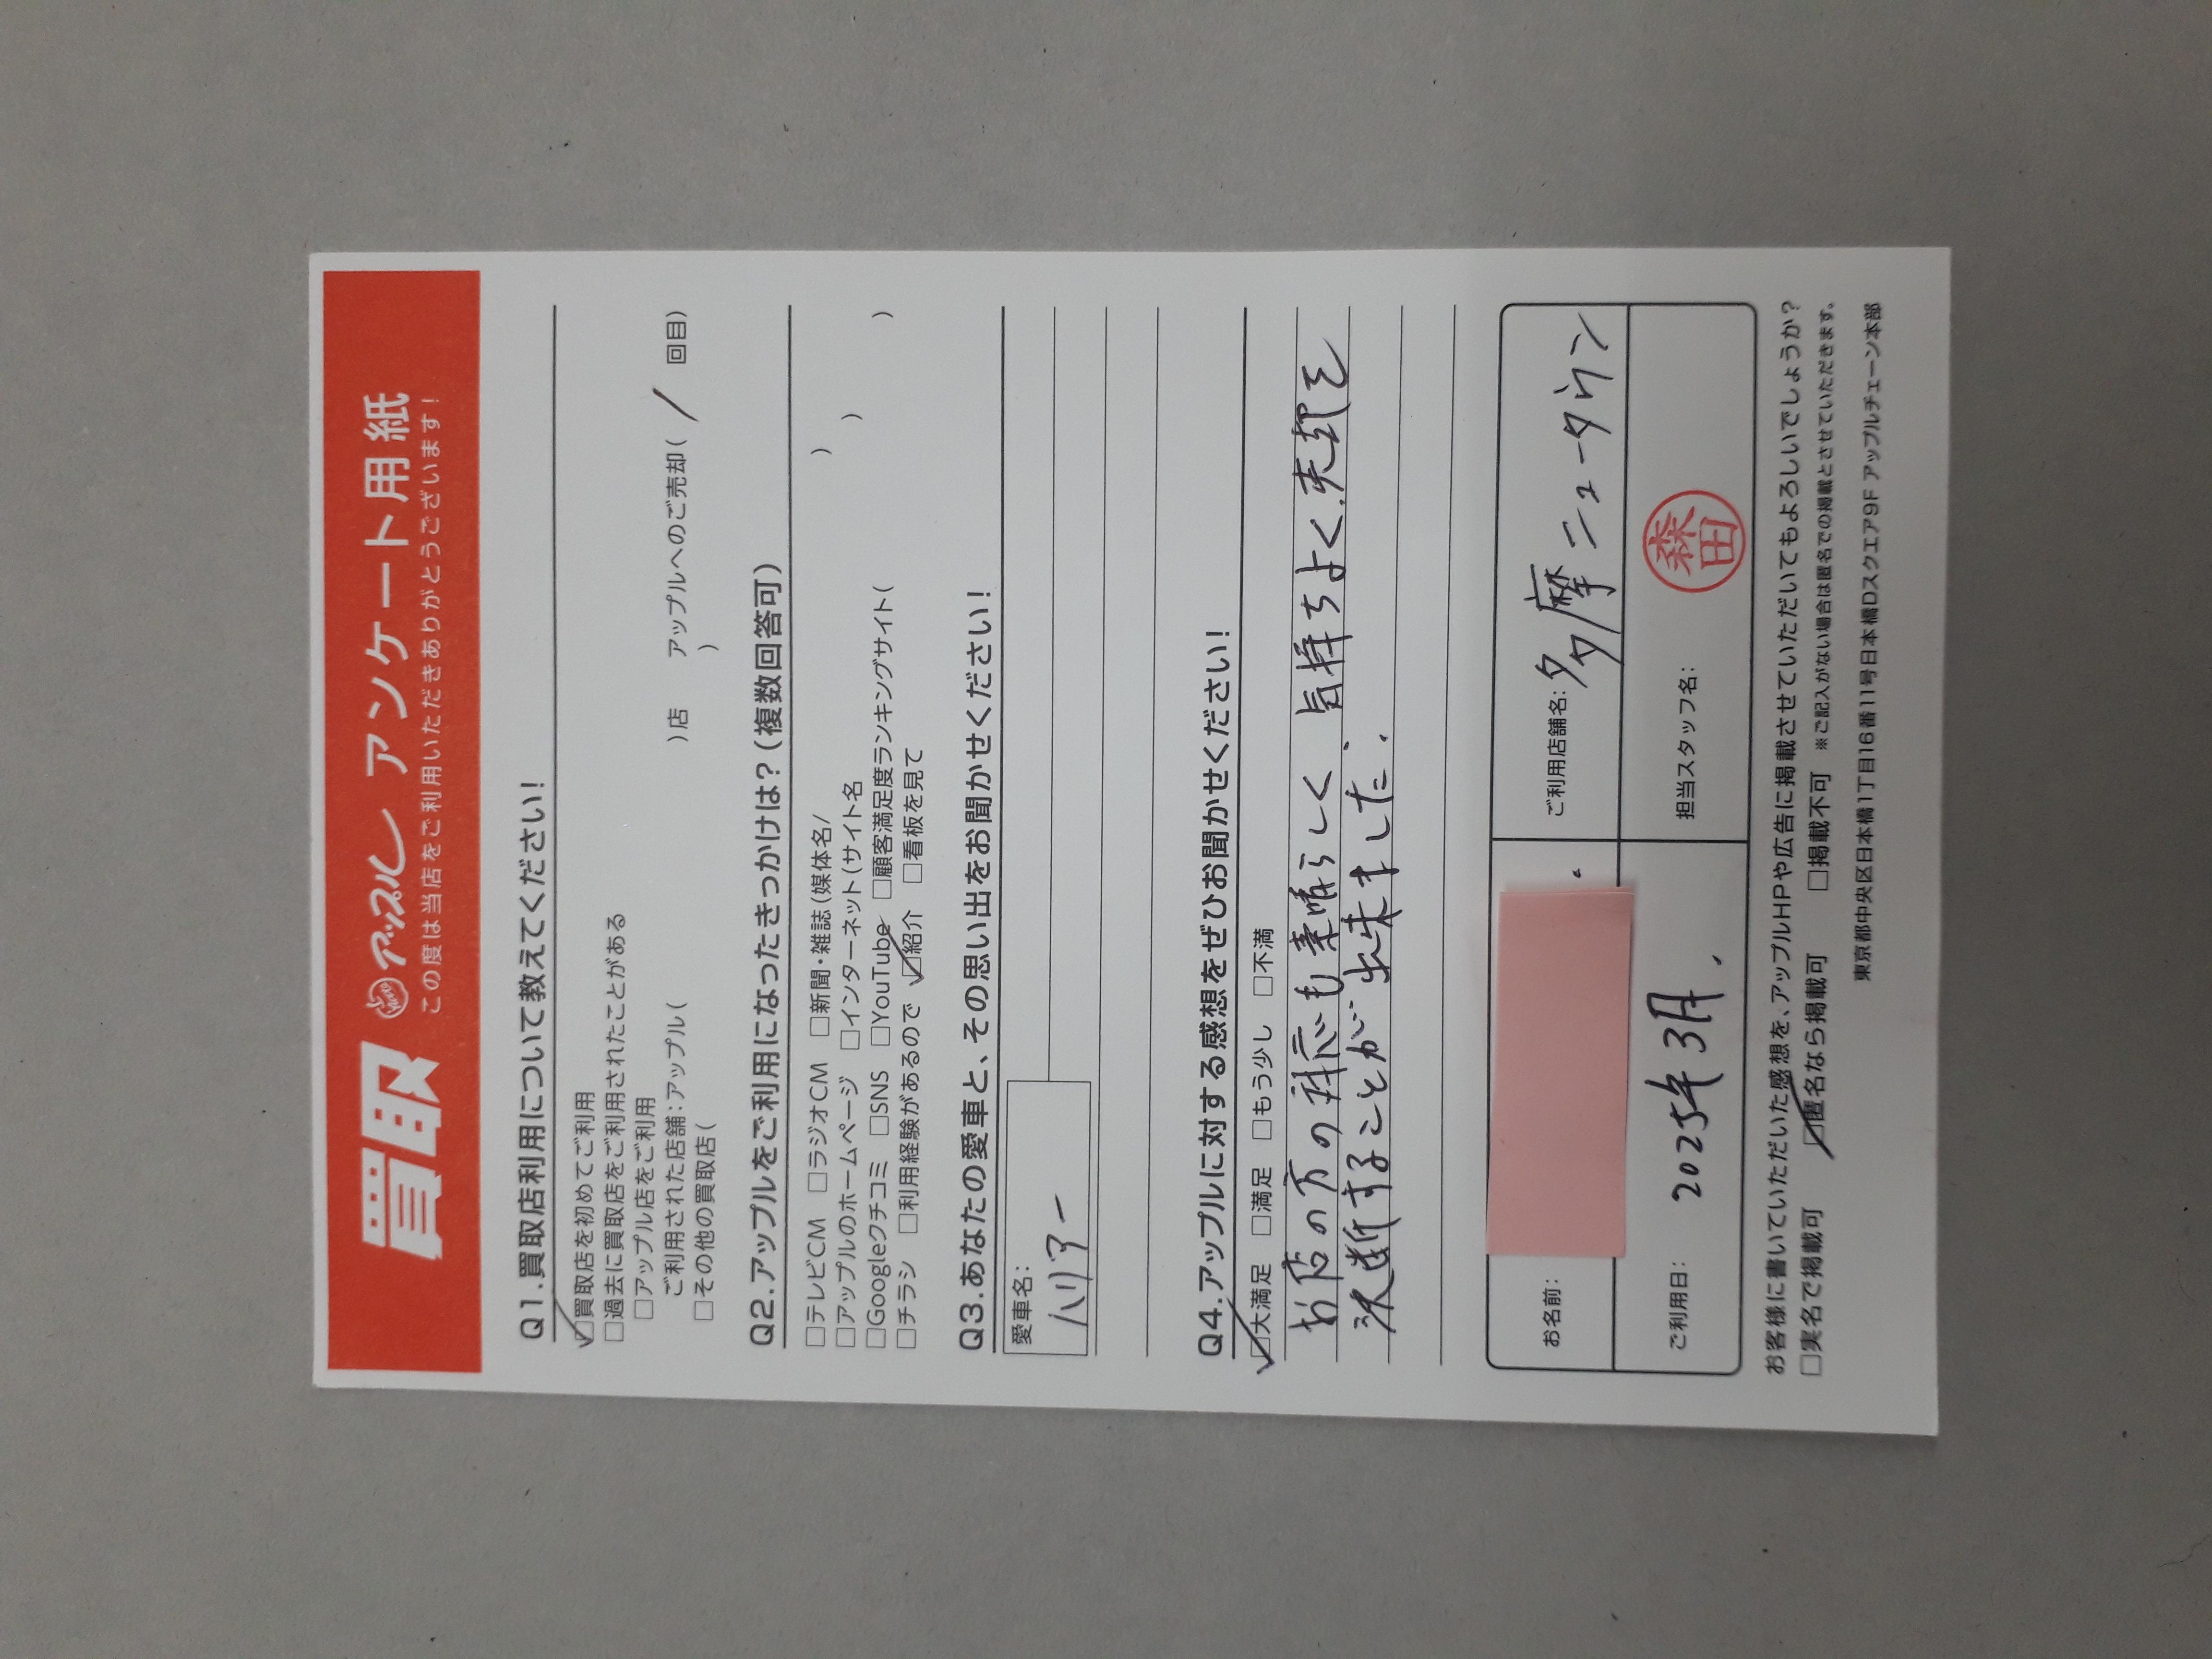 買取 アップル アンケート用紙
この度は当店をご利用いただきありがとうございます!
Q1.買取店利用について教えてください!
☑買取店を初めてご利用
□過去に買取店をご利用されたことがある
□アップル店をご利用
ご利用された店舗:アップル( )店 アップルへのご売却( / 回目)
□その他の買取店( )
Q2.アップルをご利用になったきっかけは?(複数回答可)
□テレビCM □ラジオCM □新聞・雑誌(媒体名/ )
□アップルのホームページ □インターネット(サイト名 )
□Googleクチコミ □SNS □YouTube □顧客満足度ランキングサイト( )
□チラシ □利用経験があるので ☑紹介 □看板を見て
Q3.あなたの愛車と、その思い出をお聞かせください!
愛車名:
ハリアー
Q4.アップルに対する感想をぜひお聞かせください!
☑大満足 □満足 □もう少し □不満
お店の方の対応も素晴らしく 気持ちよく売却を
決断することが出来ました.
お名前: ご利用店舗名: 多摩ニュータウン
ご利用日: 2025年3月. 担当スタッフ名: 森田
お客様に書いていただいた感想を、アップルHPや広告に掲載させていただいてもよろしいでしょうか?
□実名で掲載可 ☑匿名なら掲載可 □掲載不可 ※ご記入がない場合は匿名での掲載とさせていただきます。
東京都中央区日本橋1丁目16番11号日本橋Dスクエア9F アップルチェーン本部